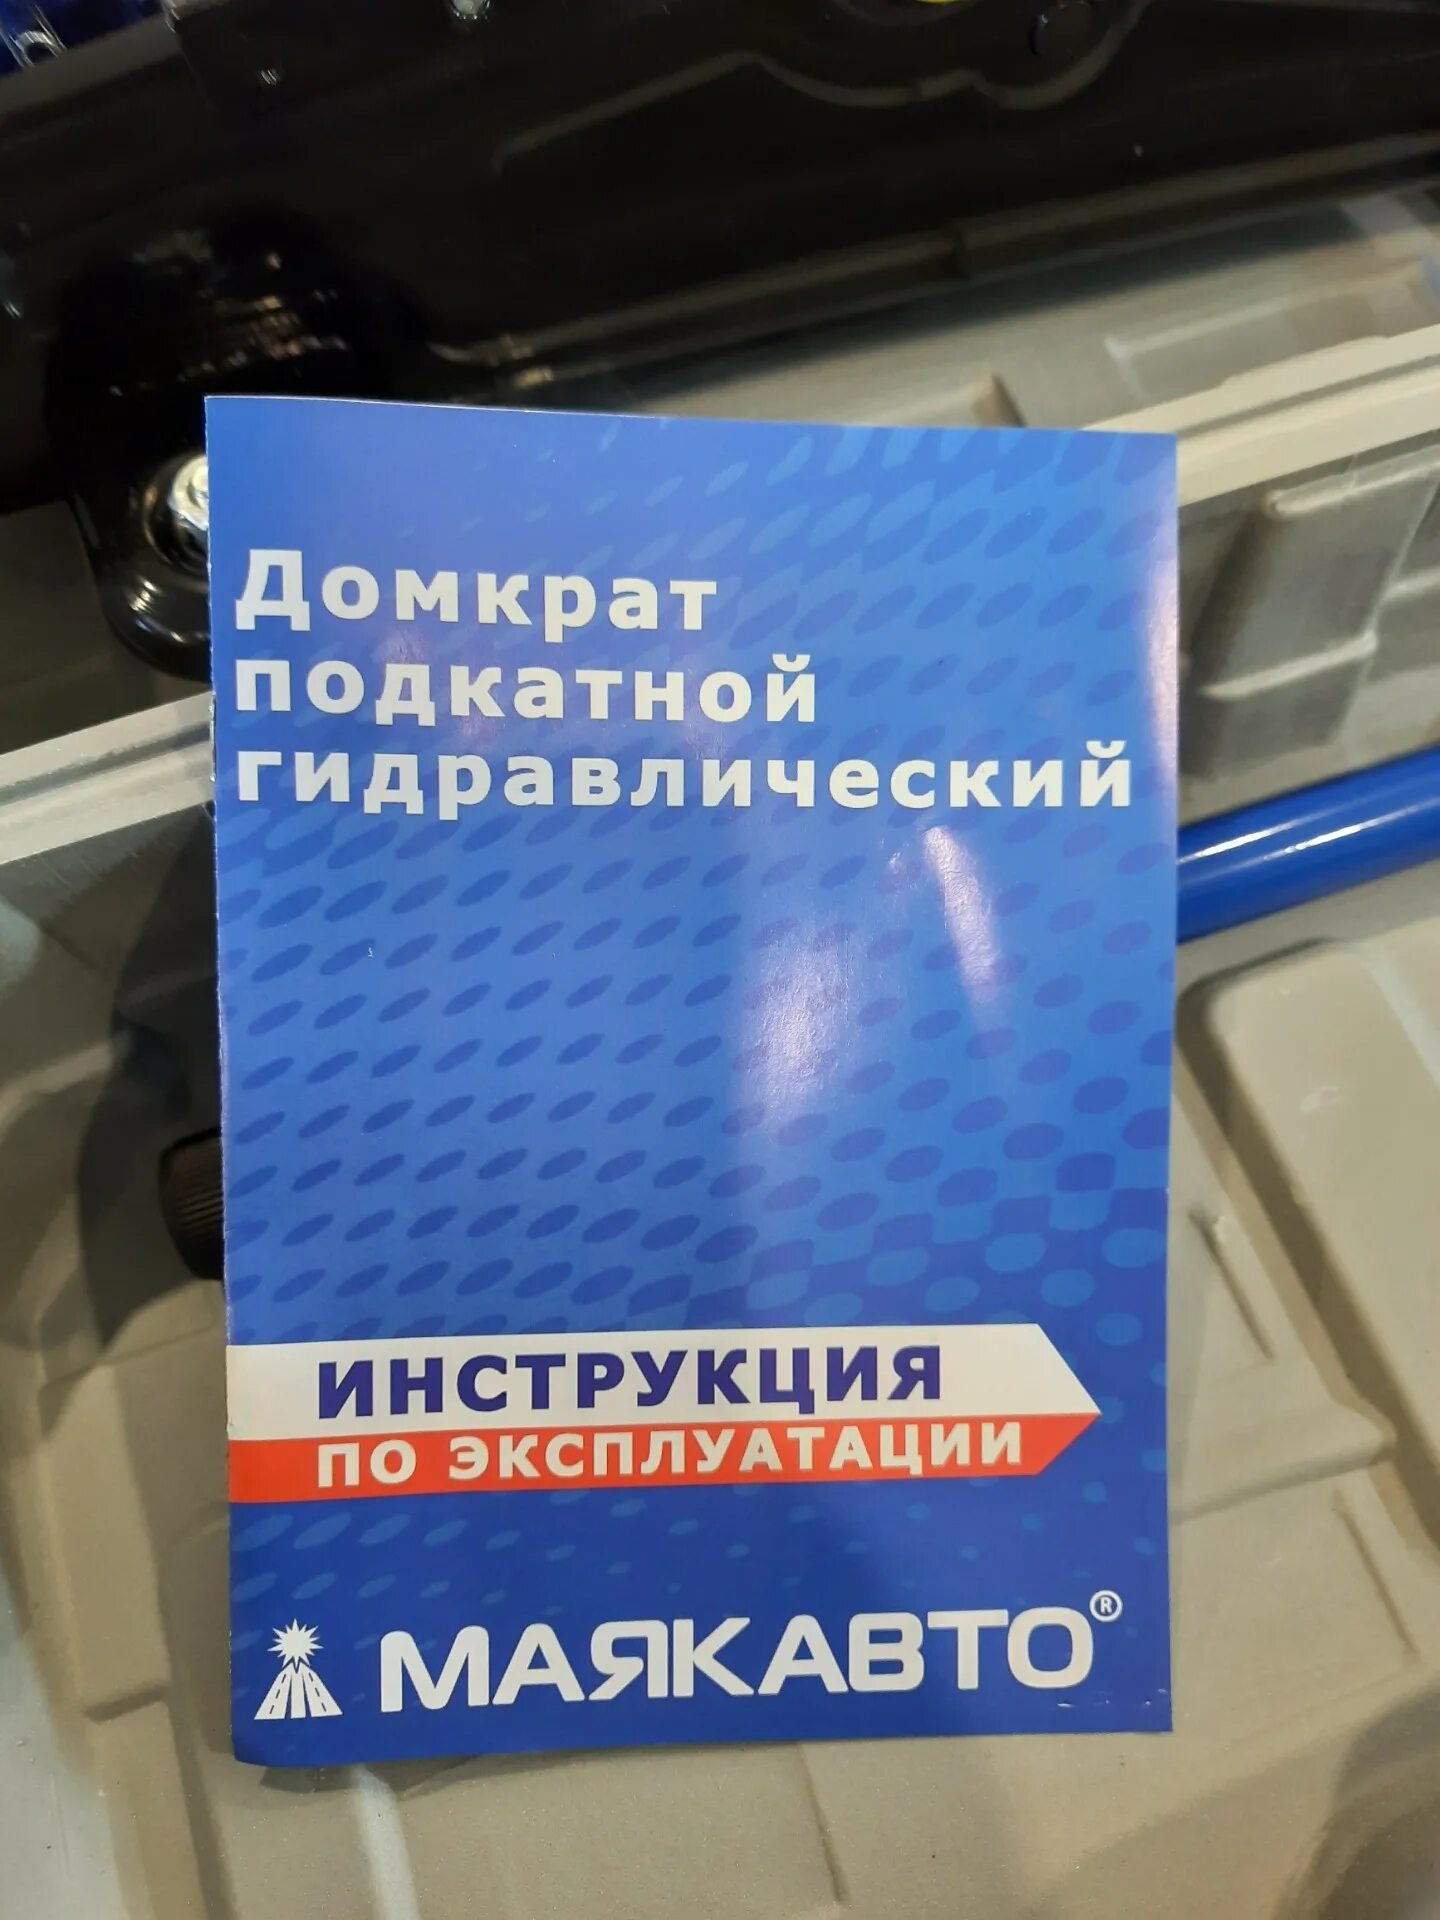 Домкрат
подкатной
гидравлический
ИНСТРУКЦИЯ
ПО ЭКСПЛУАТАЦИИ
МАЯКАВТО®